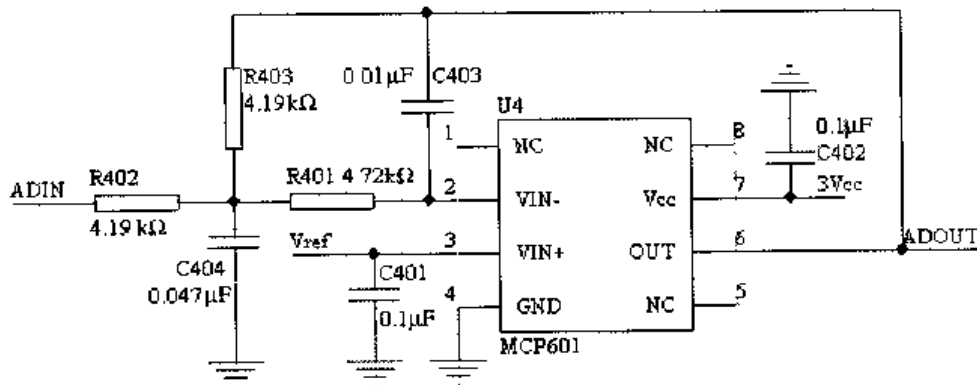 R403
4.19kΩ
0.01μF
C403
U4
1
NC
NC
8
0.1μF
C402
ADIN
R402
4.19kΩ
R401 4.72kΩ
2
VIN-
Vcc
7
3Vcc
Vref
3
VIN+
OUT
6
ADOUT
C404
0.047μF
C401
0.1μF
4
GND
NC
5
MCP601